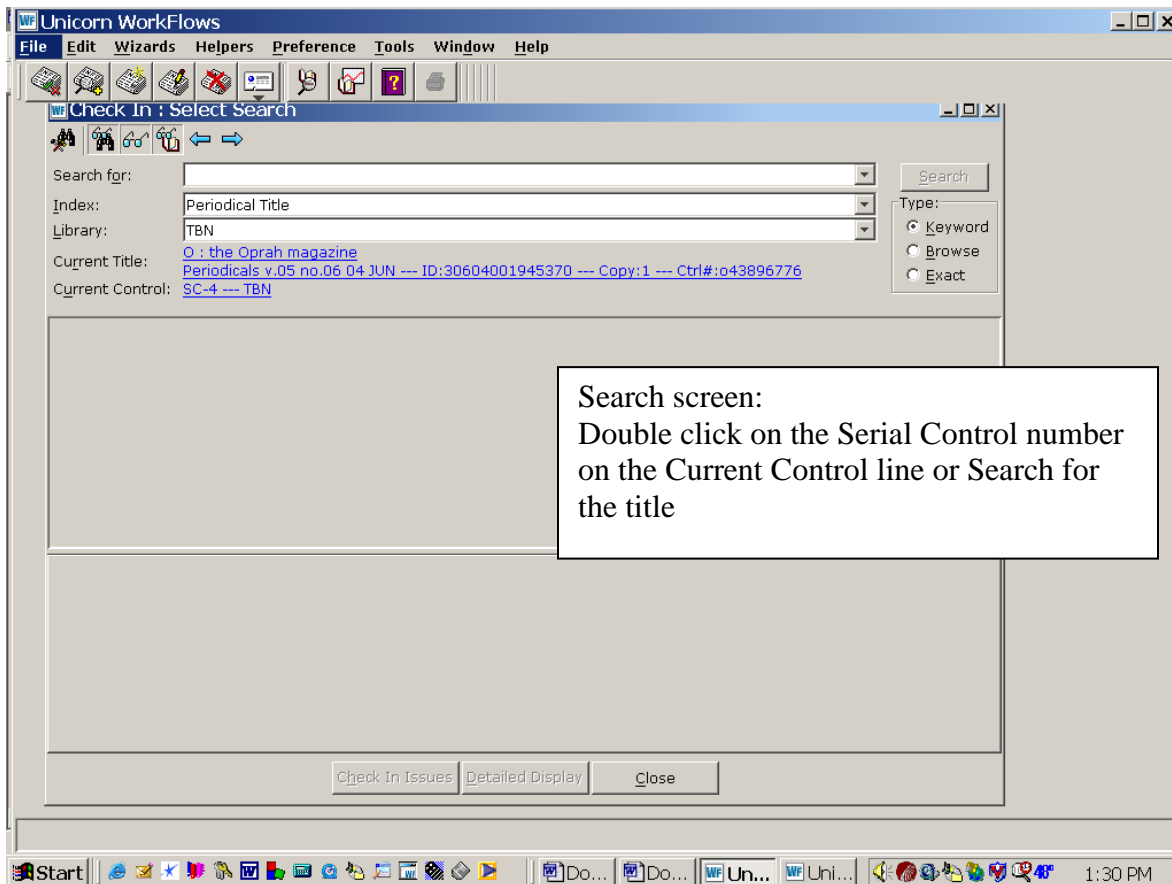 Unicorn WorkFlows
File Edit Wizards Helpers Preference Tools Window Help
Check In : Select Search
Search for: Search
Index: Periodical Title Type:
Library: TBN Keyword
Current Title: O : the Oprah magazine Browse
Periodicals v.05 no.06 04 JUN --- ID:30604001945370 --- Copy:1 --- Ctrl#:o43896776
Exact
Current Control: SC-4 --- TBN
Search screen:
Double click on the Serial Control number
on the Current Control line or Search for
the title
Check In Issues Detailed Display Close
Start Do... Do... Un... Uni... 48° 1:30 PM